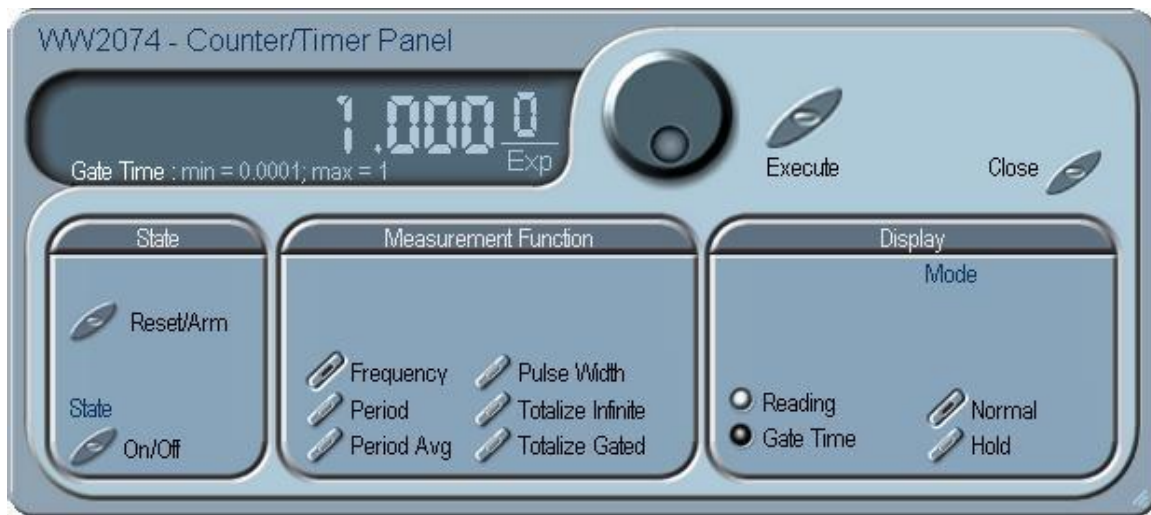 WW2074 - Counter/Timer Panel
1.000 0
Exp
Gate Time : min = 0.0001; max = 1
Execute
Close
State
Reset/Arm
State
On/Off
Measurement Function
Frequency
Period
Period Avg
Pulse Width
Totalize Infinite
Totalize Gated
Display
Mode
Reading
Gate Time
Normal
Hold